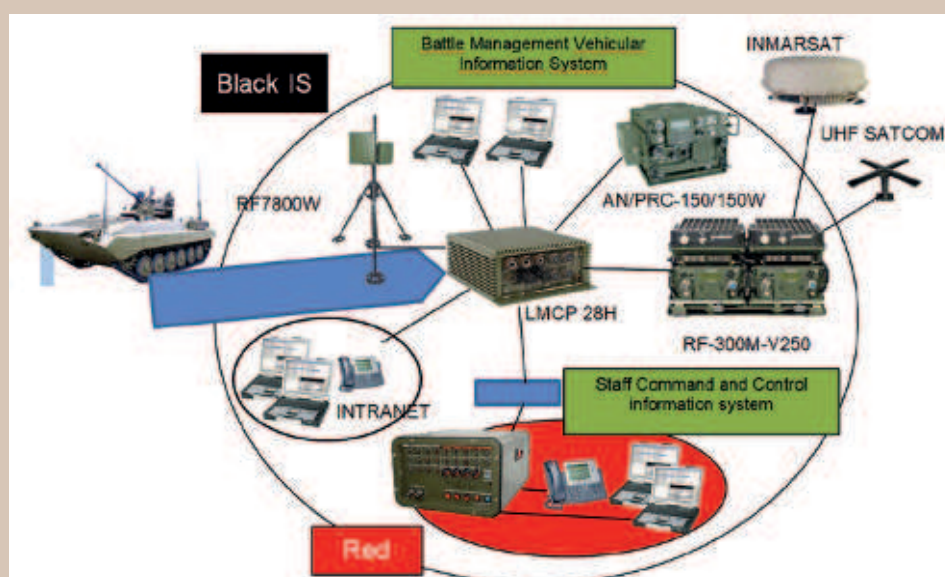 Battle Management Vehicular
Information System
INMARSAT
Black IS
UHF SATCOM
RF7800W
AN/PRC-150/150W
LMCP 28H
RF-300M-V250
Staff Command and Control
information system
INTRANET
Red